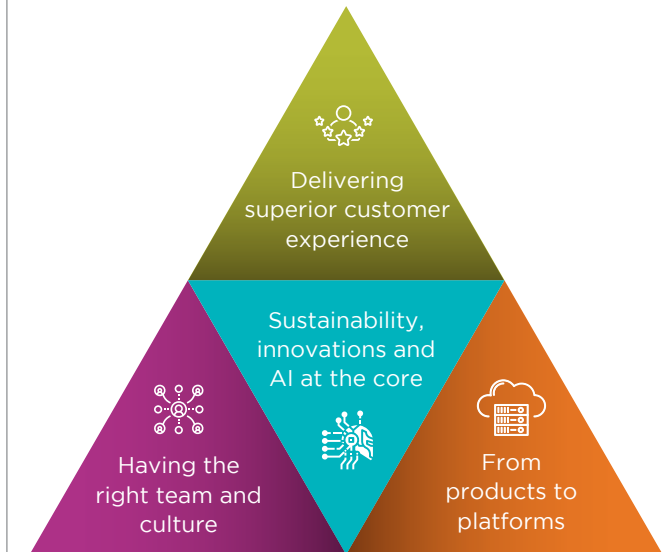 Delivering
superior customer
experience
Sustainability,
innovations and
AI at the core
Having the
right team and
culture
From
products to
platforms